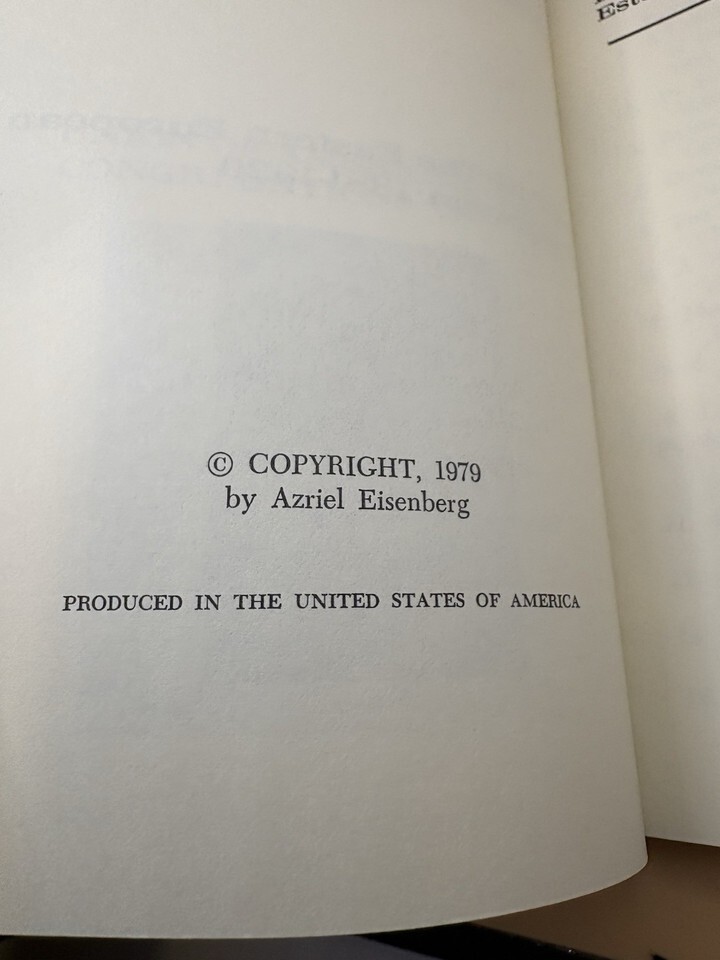 © COPYRIGHT, 1979
by Azriel Eisenberg
PRODUCED IN THE UNITED STATES OF AMERICA